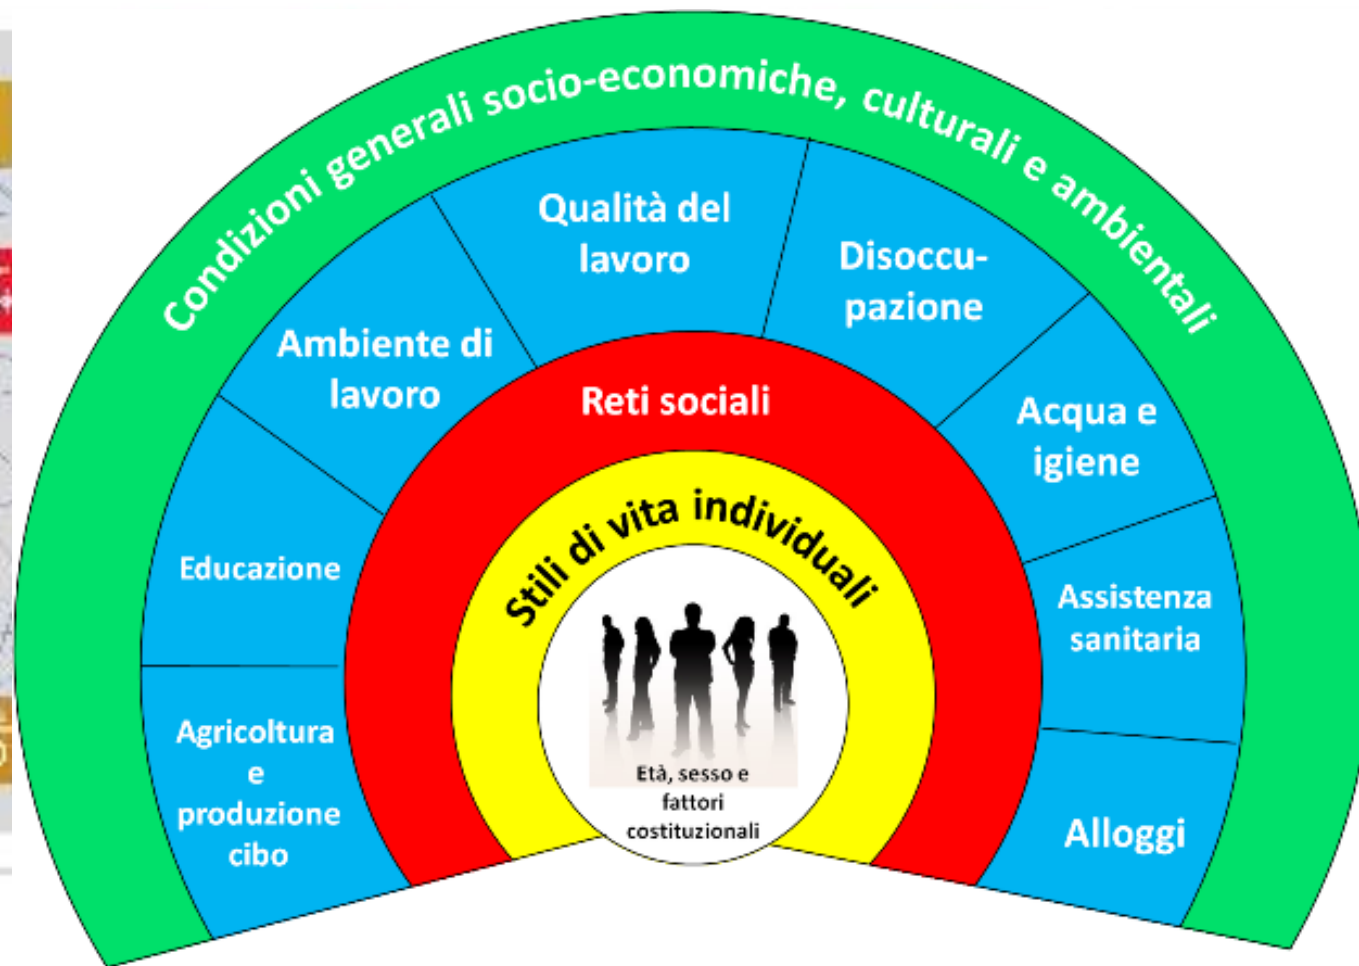 Condizioni generali socio-economiche, culturali e ambientali
Qualità del
lavoro
Disoccu-
pazione
Ambiente di
lavoro
Reti sociali
Acqua e
igiene
Educazione
Stili di vita individuali
Assistenza
sanitaria
Agricoltura
e
produzione
cibo
Età, sesso e
fattori
costituzionali
Alloggi